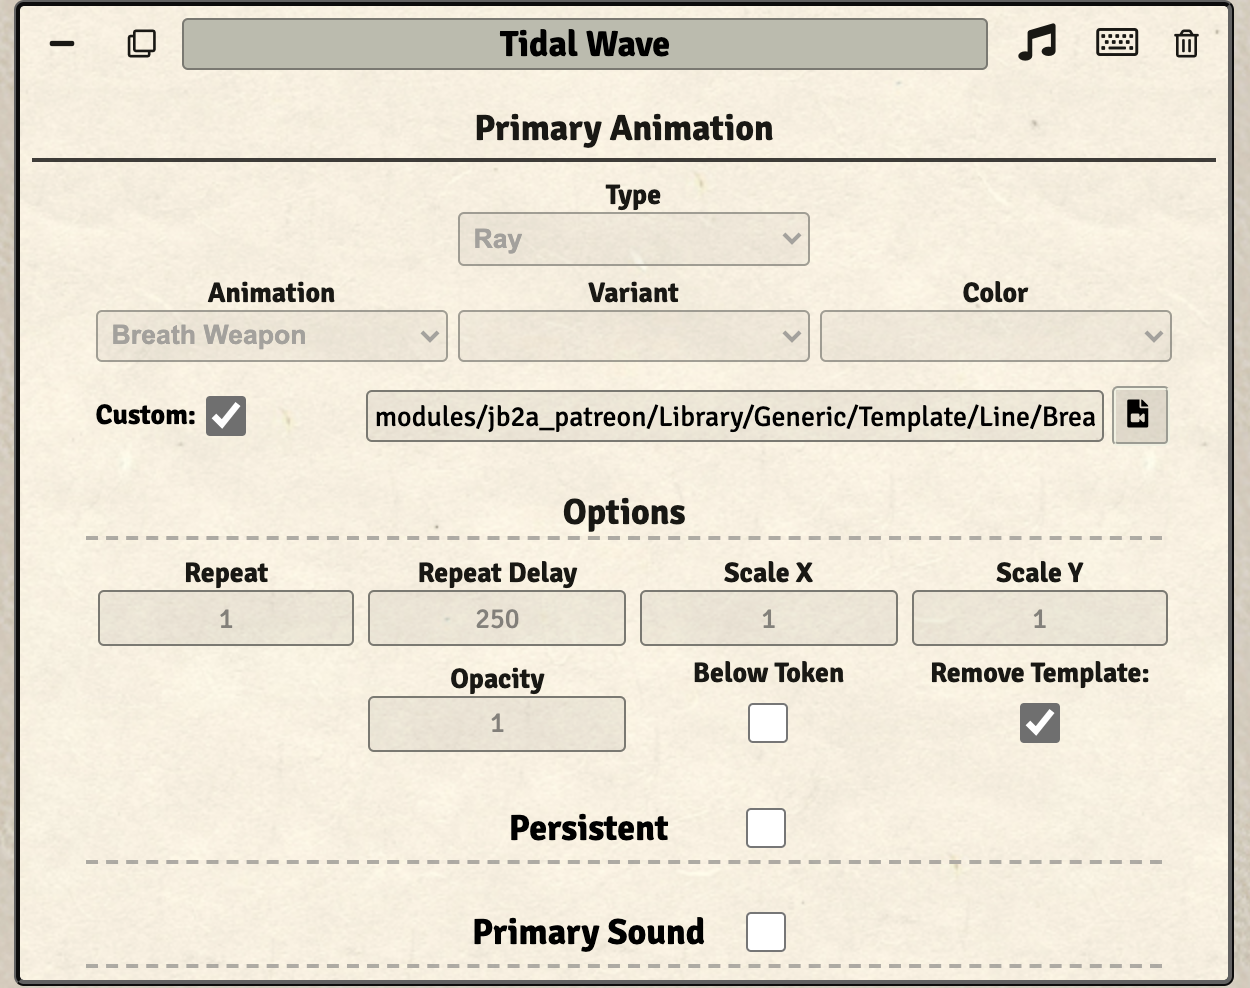 Tidal Wave
Primary Animation
Type
Ray
Animation Variant Color
Breath Weapon
Custom: modules/jb2a_patreon/Library/Generic/Template/Line/Brea
Options
Repeat Repeat Delay Scale X Scale Y
1 250 1 1
Opacity Below Token Remove Template:
1
Persistent
Primary Sound